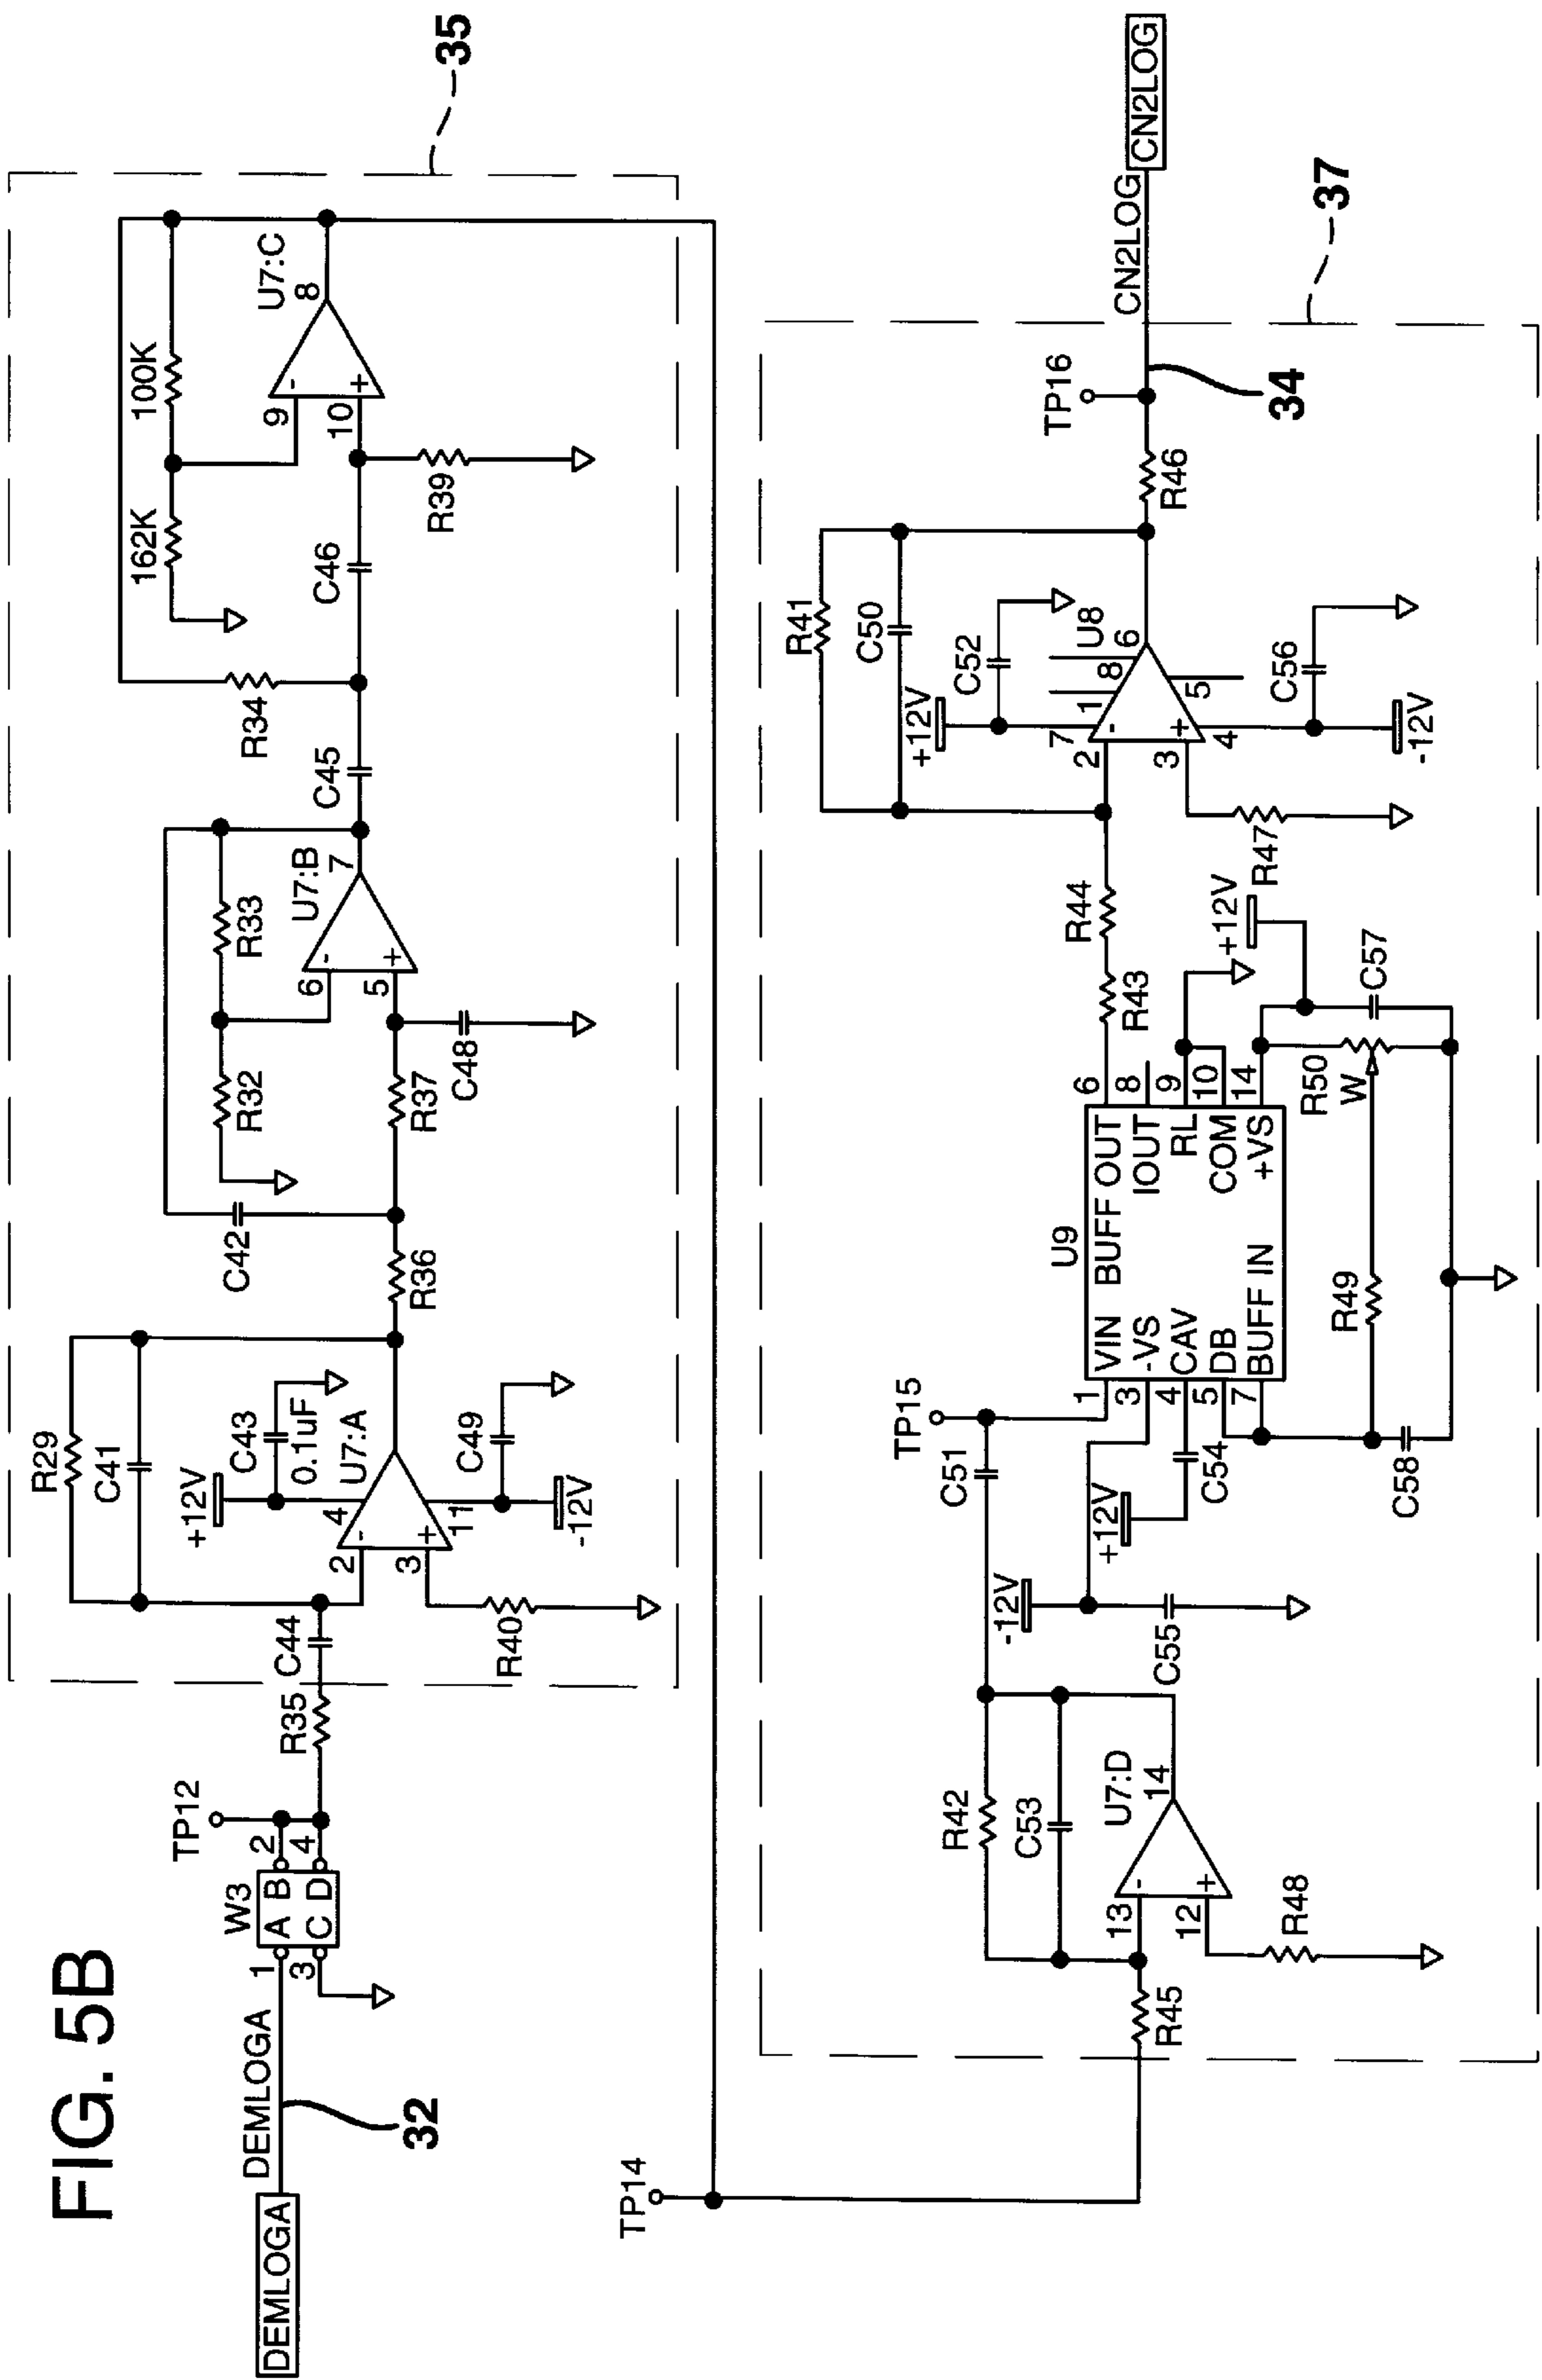 FIG. 5B
DEMLOGA
DEMLOGA
32
W3
1 A B 2
3 C D 4
TP12
R35
C44
R29
C41
+12V
C43
0.1uF
U7:A
4
2 -
3 +
11
C49
-12V
R40
R36
C42
R32
R33
R37
C48
U7:B
6 -
5 +
7
C45
R34
C46
162K
100K
U7:C
9 -
10 +
8
R39
35
TP14
R45
R42
C53
U7:D
13 -
12 +
14
R48
C51
TP15
-12V
C55
+12V
C54
U9
1 VIN BUFF OUT 6
3 -VS IOUT 8
4 CAV RL 9
5 DB COM 10
7 BUFF IN +VS 14
C58
R49
R50
W
C57
+12V
R43
R44
R47
R41
C50
+12V
C52
U8
7 1 8
2 -
3 +
6
4
5
C56
-12V
R46
TP16
34
CN2LOG
CN2LOG
37